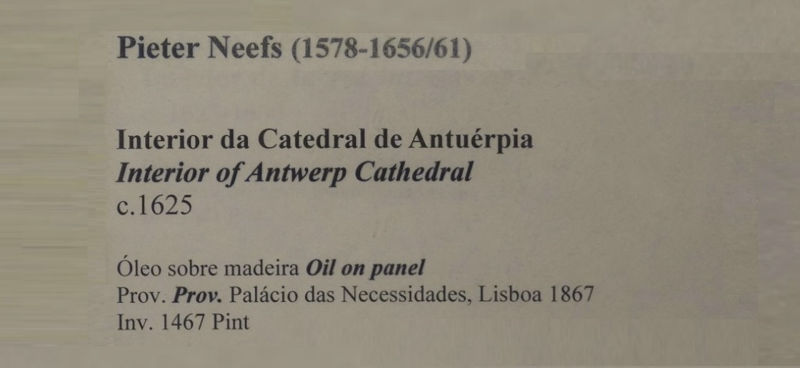 Pieter Neefs (1578-1656/61)
Interior da Catedral de Antuérpia
Interior of Antwerp Cathedral
c.1625
Óleo sobre madeira Oil on panel
Prov. Prov. Palácio das Necessidades, Lisboa 1867
Inv. 1467 Pint